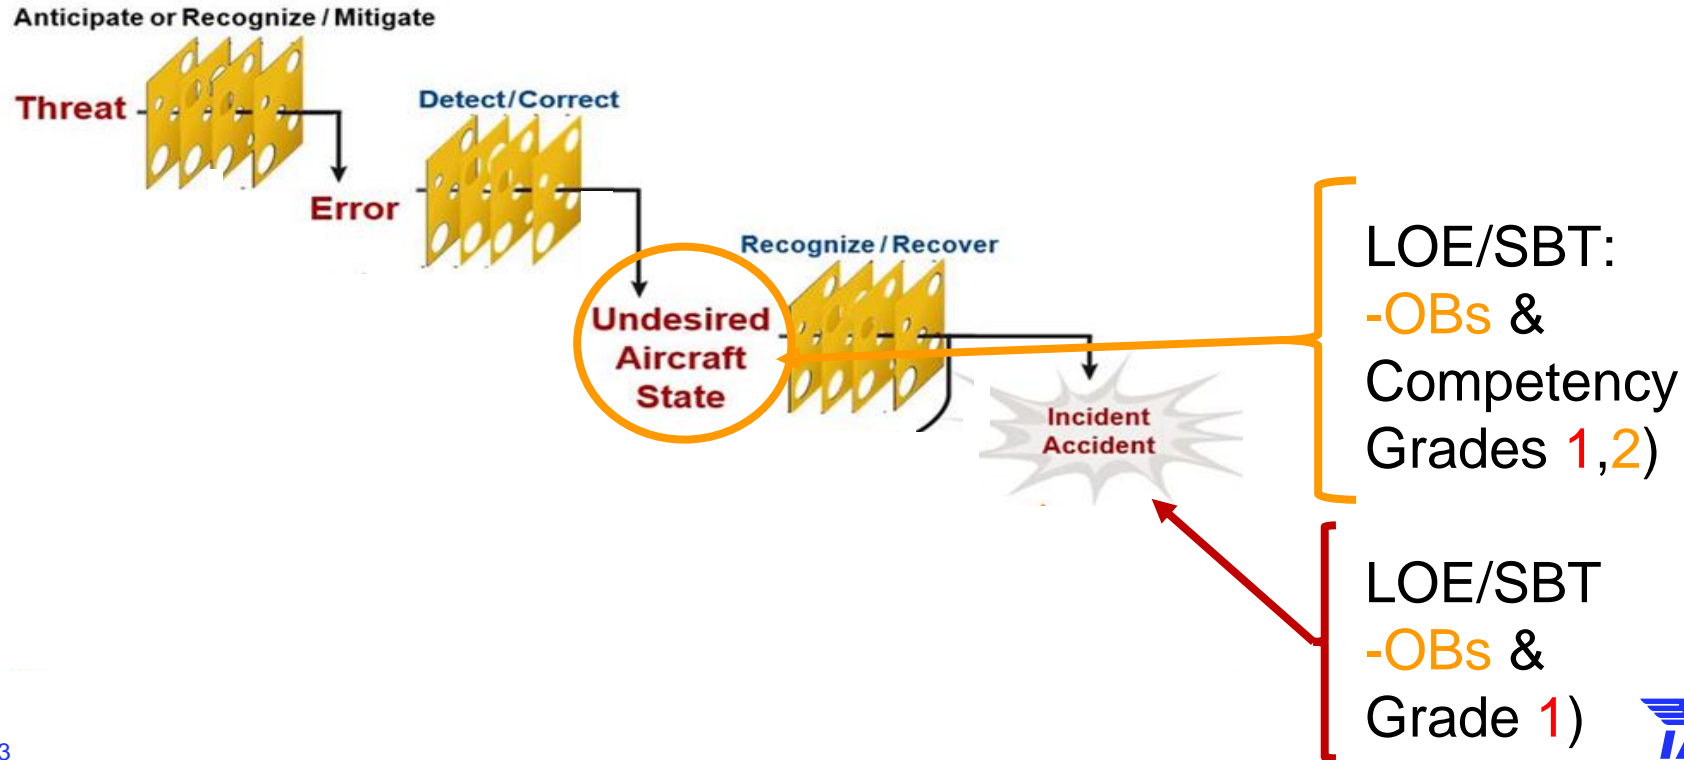 Anticipate or Recognize / Mitigate
Threat
Detect/Correct
Error
Recognize / Recover
Undesired
Aircraft
State
Incident
Accident
LOE/SBT:
-OBs &
Competency
Grades 1,2)
LOE/SBT
-OBs &
Grade 1)
3